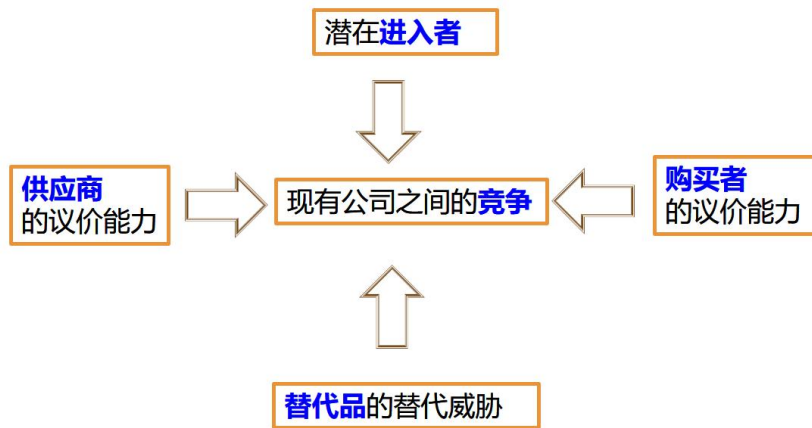 潜在进入者
供应商
的议价能力
现有公司之间的竞争
购买者
的议价能力
替代品的替代威胁